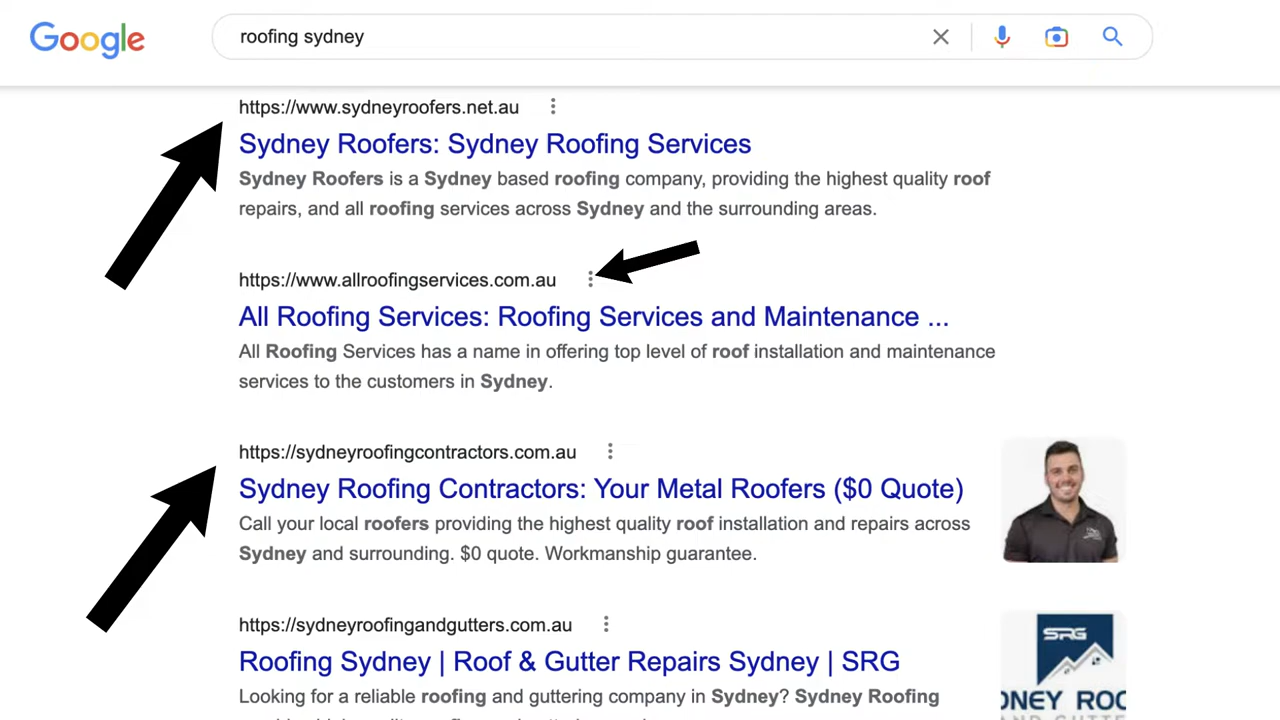 Google
roofing sydney
https://www.sydneyroofers.net.au
Sydney Roofers: Sydney Roofing Services
Sydney Roofers is a Sydney based roofing company, providing the highest quality roof
repairs, and all roofing services across Sydney and the surrounding areas.
https://www.allroofingservices.com.au
All Roofing Services: Roofing Services and Maintenance ...
All Roofing Services has a name in offering top level of roof installation and maintenance
services to the customers in Sydney.
https://sydneyroofingcontractors.com.au
Sydney Roofing Contractors: Your Metal Roofers ($0 Quote)
Call your local roofers providing the highest quality roof installation and repairs across
Sydney and surrounding. $0 quote. Workmanship guarantee.
https://sydneyroofingandgutters.com.au
Roofing Sydney | Roof & Gutter Repairs Sydney | SRG
SRG
Looking for a reliable roofing and guttering company in Sydney? Sydney Roofing